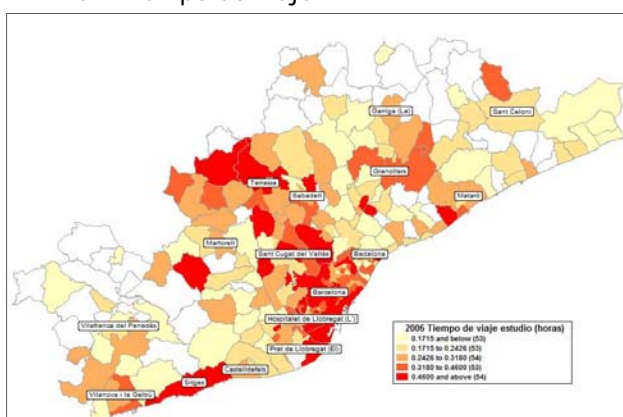 Garriga (La)
Sant Celoni
Granollers
Terrassa
Sabadell
Mataró
Martorell
Sant Cugat del Vallès
Badalona
Barcelona
Vilafranca del Penedès
Hospitalet de Llobregat (L')
Prat de Llobregat (El)
Castelldefels
Sitges
Vilanova i la Geltrú
2006 Tiempo de viaje estudio (horas)
0.1715 and below (53)
0.1715 to 0.2426 (53)
0.2426 to 0.3180 (54)
0.3180 to 0.4600 (53)
0.4600 and above (54)